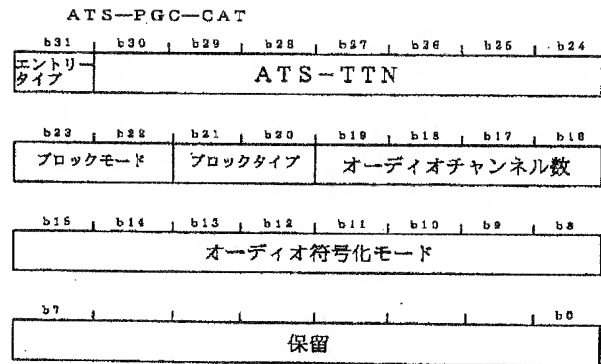 ATS-PGC-CAT
b31 b30 b29 b28 b27 b26 b25 b24
エントリータイプ ATS-TTN
b23 b22 b21 b20 b19 b18 b17 b16
ブロックモード ブロックタイプ オーディオチャンネル数
b15 b14 b13 b12 b11 b10 b9 b8
オーディオ符号化モード
b7 b0
保留